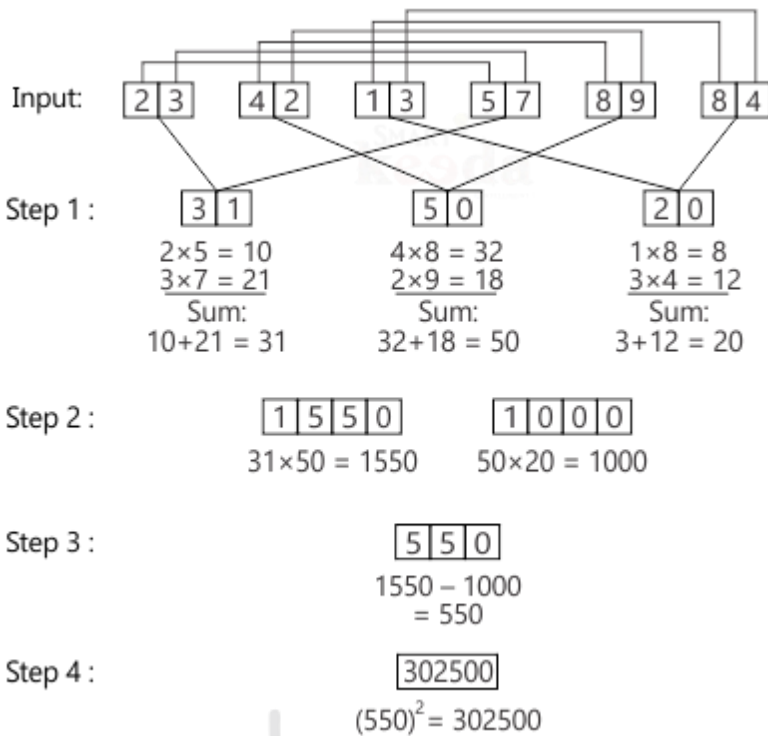 Input: 2 3 4 2 1 3 5 7 8 9 8 4
SMART
keeda
Step 1 : 3 1 5 0 2 0
2×5 = 10 4×8 = 32 1×8 = 8
3×7 = 21 2×9 = 18 3×4 = 12
Sum: Sum: Sum:
10+21 = 31 32+18 = 50 3+12 = 20
Step 2 : 1 5 5 0 1 0 0 0
31×50 = 1550 50×20 = 1000
Step 3 : 5 5 0
1550 – 1000
= 550
Step 4 : 302500
(550)² = 302500